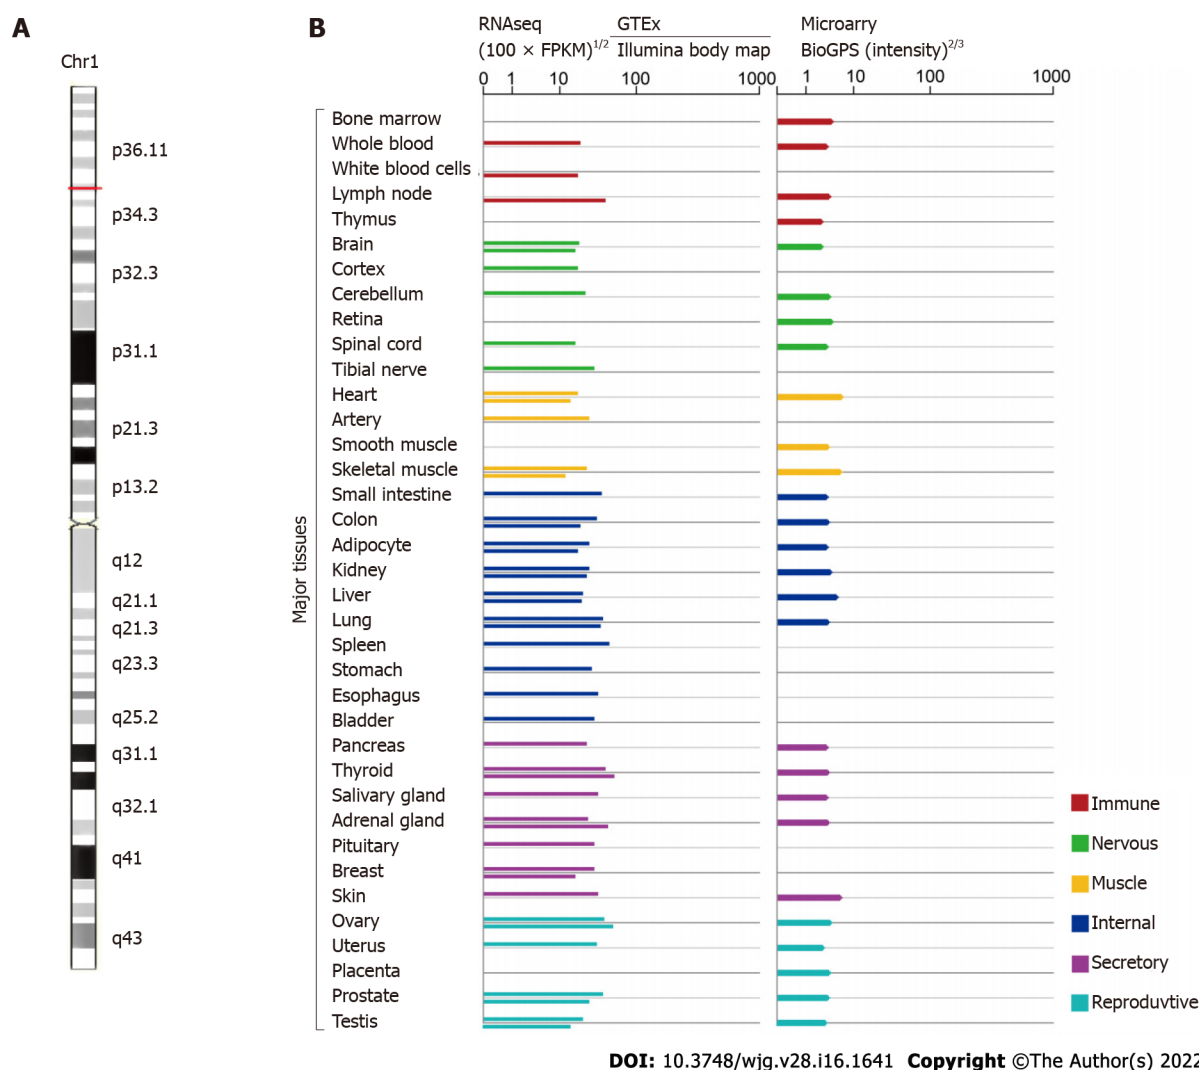 A
Chr1
p36.11
p34.3
p32.3
p31.1
p21.3
p13.2
q12
q21.1
q21.3
q23.3
q25.2
q31.1
q32.1
q41
q43
B
RNAseq GTEx
(100 × FPKM)1/2 Illumina body map
0 1 10 100 1000
Microarry
BioGPS (intensity)2/3
0 1 10 100 1000
Major tissues
Bone marrow
Whole blood
White blood cells
Lymph node
Thymus
Brain
Cortex
Cerebellum
Retina
Spinal cord
Tibial nerve
Heart
Artery
Smooth muscle
Skeletal muscle
Small intestine
Colon
Adipocyte
Kidney
Liver
Lung
Spleen
Stomach
Esophagus
Bladder
Pancreas
Thyroid
Salivary gland
Adrenal gland
Pituitary
Breast
Skin
Ovary
Uterus
Placenta
Prostate
Testis
Immune
Nervous
Muscle
Internal
Secretory
Reproduvtive
DOI: 10.3748/wjg.v28.i16.1641 Copyright ©The Author(s) 2022